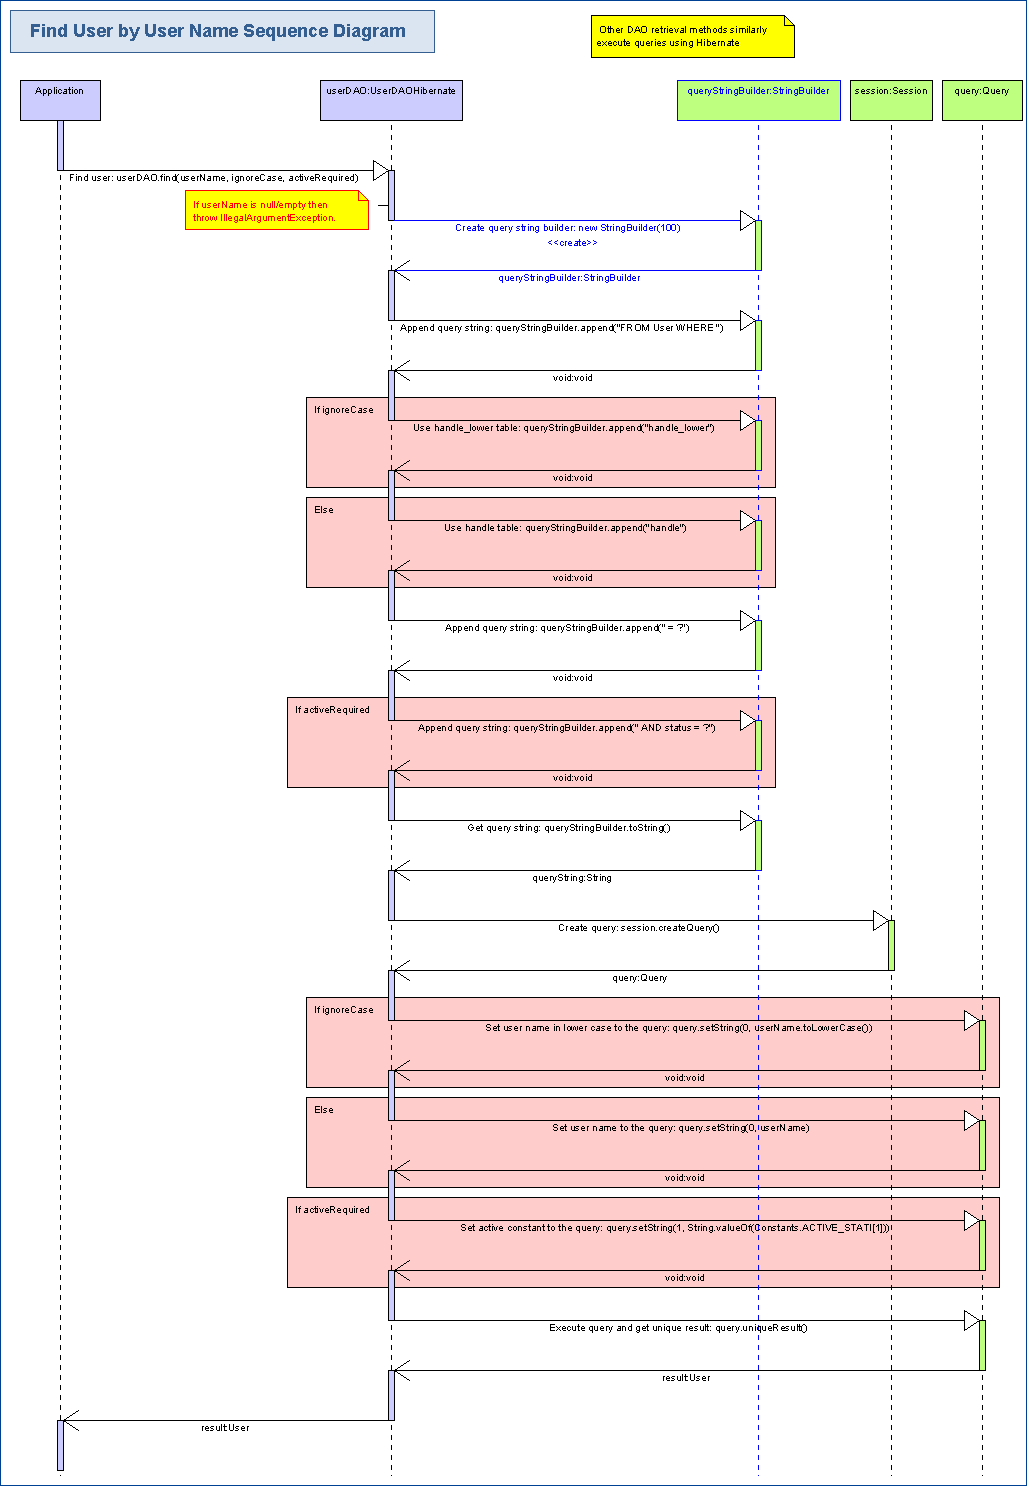 Find User by User Name Sequence Diagram
Other DAO retrieval methods similarly
execute queries using Hibernate
Application
userDAO:UserDAOHibernate
queryStringBuilder:StringBuilder
session:Session
query:Query
Find user: userDAO.find(userName, ignoreCase, activeRequired)
If userName is null/empty then
throw IllegalArgumentException.
Create query string builder: new StringBuilder(100)
<<create>>
queryStringBuilder:StringBuilder
Append query string: queryStringBuilder.append("FROM User WHERE ")
void:void
If ignoreCase
Use handle_lower table: queryStringBuilder.append("handle_lower")
void:void
Else
Use handle table: queryStringBuilder.append("handle")
void:void
Append query string: queryStringBuilder.append(" = ?")
void:void
If activeRequired
Append query string: queryStringBuilder.append(" AND status = ?")
void:void
Get query string: queryStringBuilder.toString()
queryString:String
Create query: session.createQuery()
query:Query
If ignoreCase
Set user name in lower case to the query: query.setString(0, userName.toLowerCase())
void:void
Else
Set user name to the query: query.setString(0, userName)
void:void
If activeRequired
Set active constant to the query: query.setString(1, String.valueOf(Constants.ACTIVE_STATI[1]))
void:void
Execute query and get unique result: query.uniqueResult()
result:User
result:User